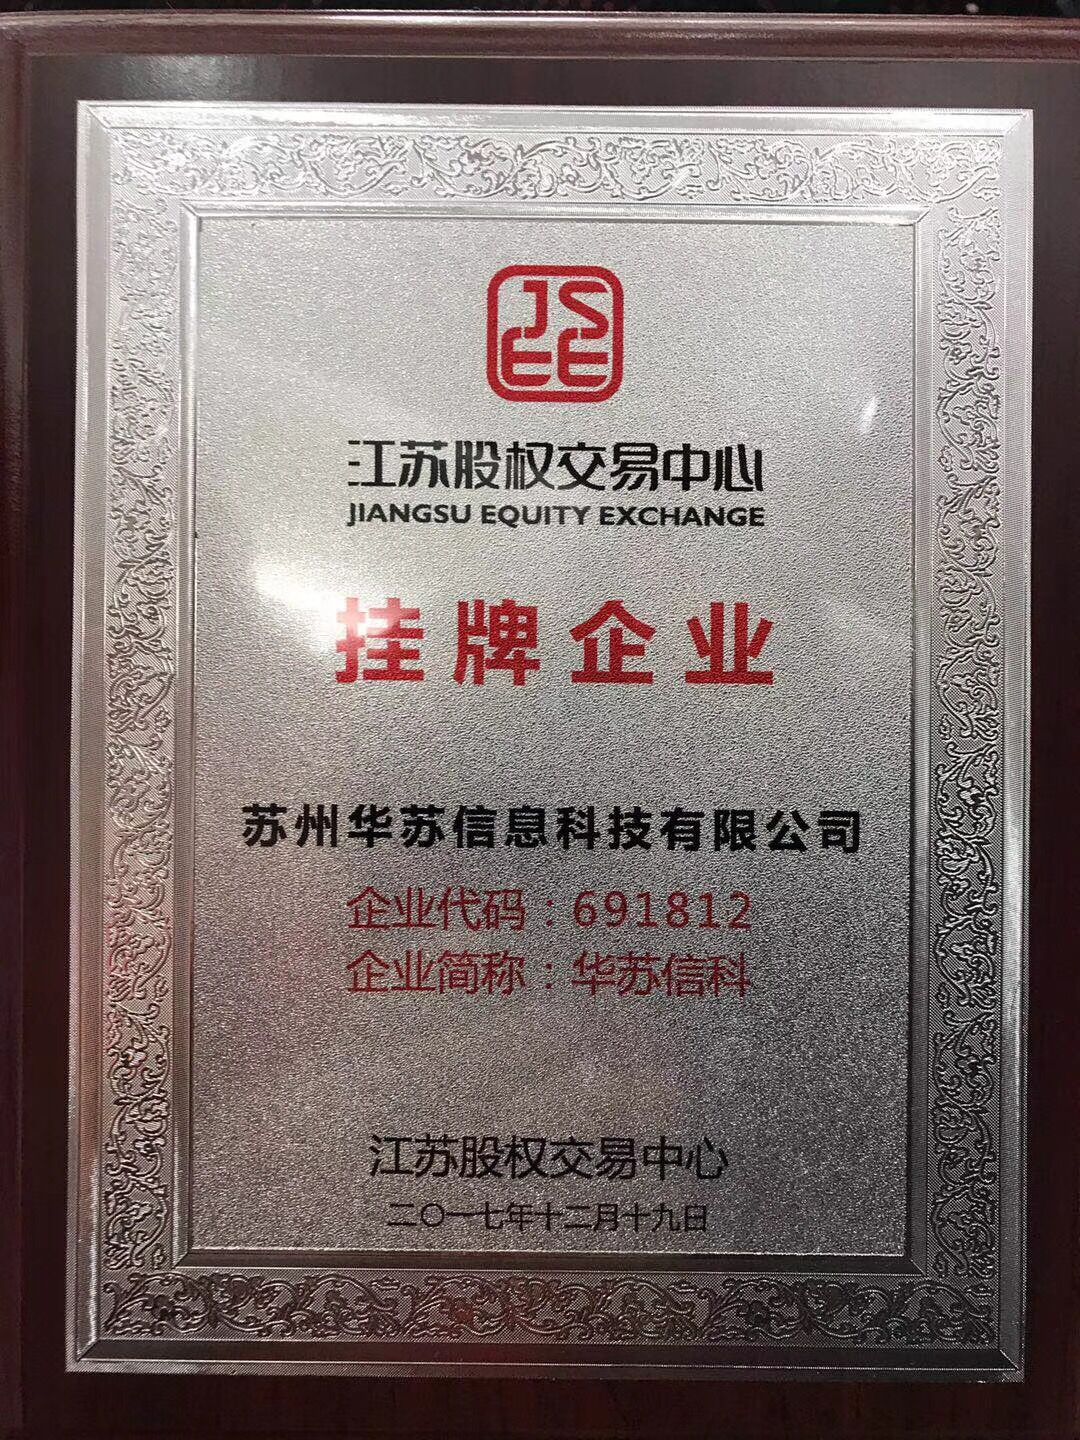 JS
EE
江苏股权交易中心
JIANGSU EQUITY EXCHANGE
挂牌企业
苏州华苏信息科技有限公司
企业代码：691812
企业简称：华苏信科
江苏股权交易中心
二〇一七年十二月十九日